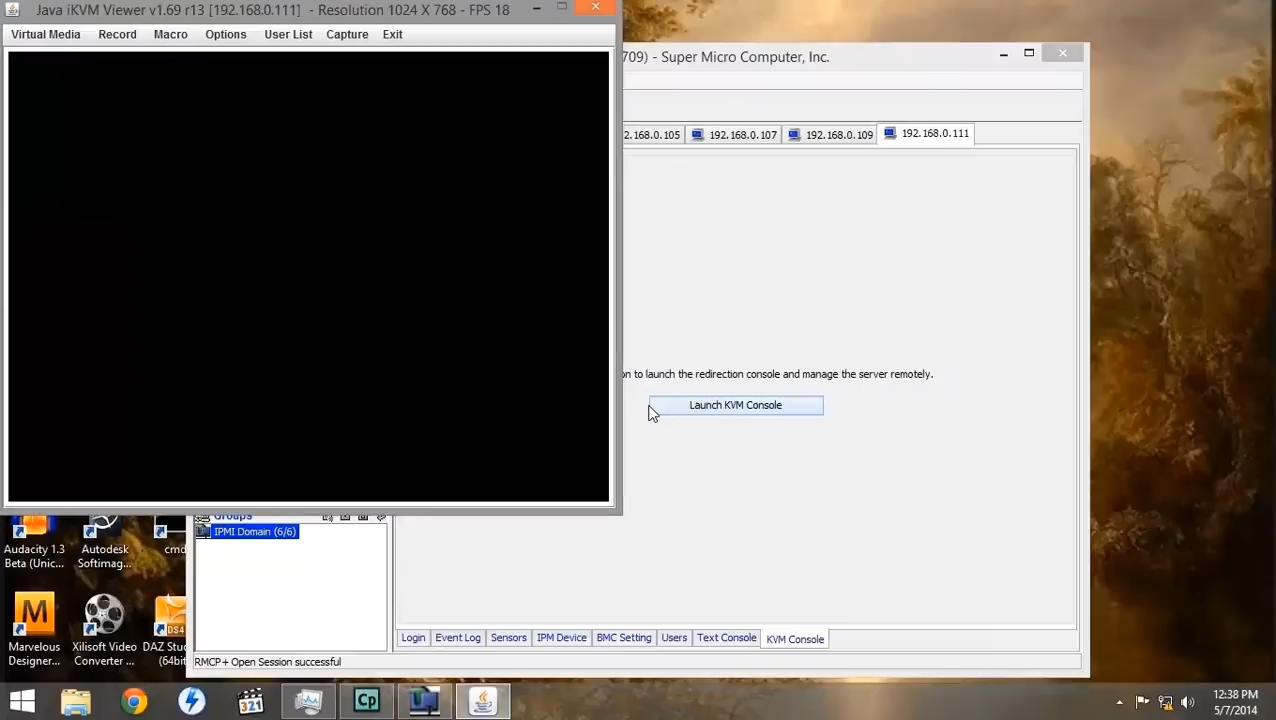 Java iKVM Viewer v1.69 r13 [192.168.0.111] - Resolution 1024 X 768 - FPS 18
Virtual Media Record Macro Options User List Capture Exit
709) - Super Micro Computer, Inc.
2.168.0.105 192.168.0.107 192.168.0.109 192.168.0.111
on to launch the redirection console and manage the server remotely.
Launch KVM Console
Groups
IPMI Domain (6/6)
Audacity 1.3
Beta (Unic...
Autodesk
Softimag...
cmd
Marvelous
Designer...
Xilisoft Video
Converter ...
DAZ Stu
(64bit
Login Event Log Sensors IPM Device BMC Setting Users Text Console KVM Console
RMCP+ Open Session successful
M
DS4
321
Cp
12:38 PM
5/7/2014